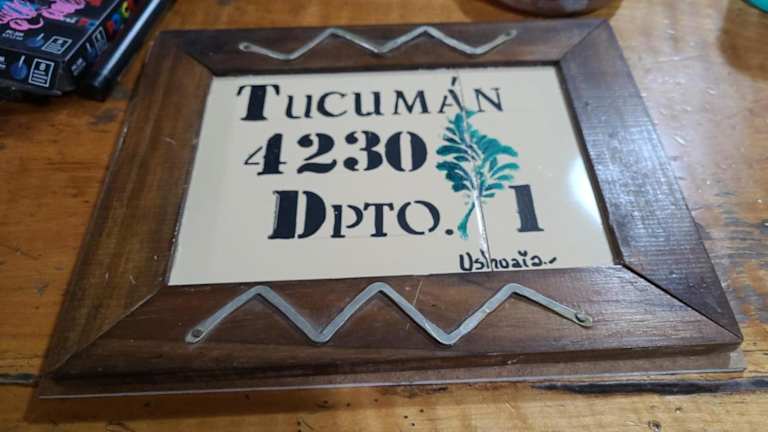 TUCUMÁN
4230
DPTO. 1
Ushuaia